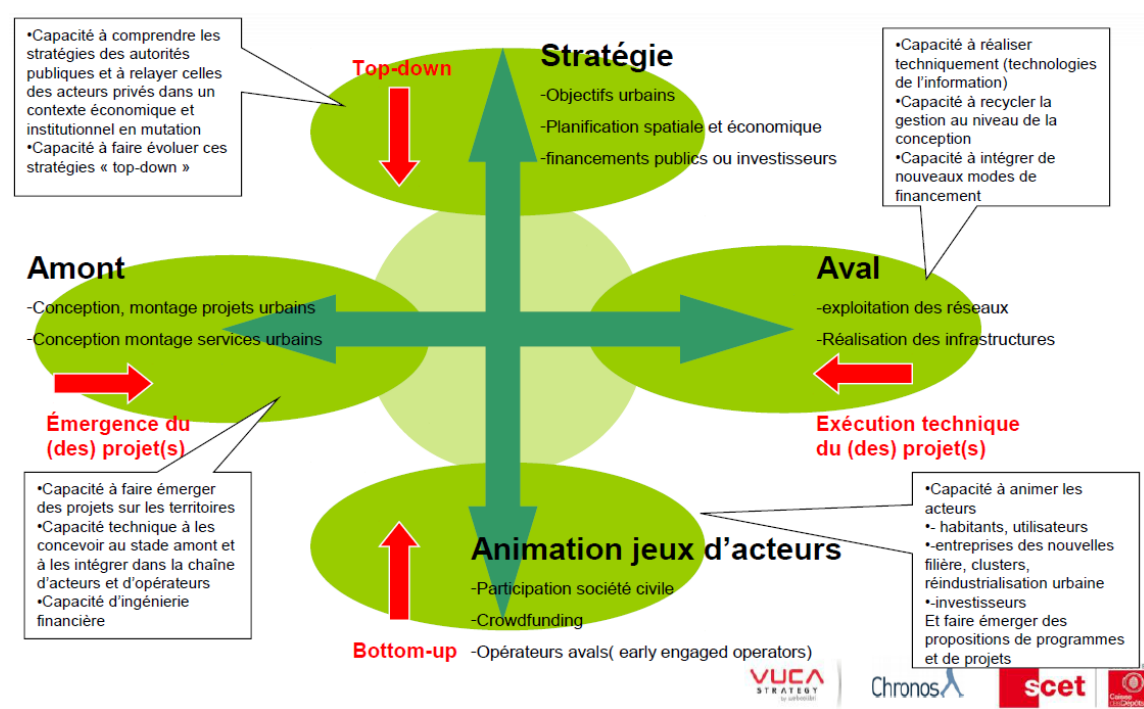 •Capacité à comprendre les
stratégies des autorités
publiques et à relayer celles
des acteurs privés dans un
contexte économique et
institutionnel en mutation
•Capacité à faire évoluer ces
stratégies « top-down »
Top-down
Stratégie
-Objectifs urbains
-Planification spatiale et économique
-financements publics ou investisseurs
•Capacité à réaliser
techniquement (technologies
de l'information)
•Capacité à recycler la
gestion au niveau de la
conception
•Capacité à intégrer de
nouveaux modes de
financement
Amont
-Conception, montage projets urbains
-Conception montage services urbains
Émergence du
(des) projet(s)
Aval
-exploitation des réseaux
-Réalisation des infrastructures
Exécution technique
du (des) projet(s)
•Capacité à faire émerger
des projets sur les territoires
•Capacité technique à les
concevoir au stade amont et
à les intégrer dans la chaîne
d'acteurs et d'opérateurs
•Capacité d'ingénierie
financière
Animation jeux d'acteurs
-Participation société civile
-Crowdfunding
-Opérateurs avals( early engaged operators)
Bottom-up
•Capacité à animer les
acteurs
•- habitants, utilisateurs
•-entreprises des nouvelles
filière, clusters,
réindustrialisation urbaine
•-investisseurs
Et faire émerger des
propositions de programmes
et de projets
VUCA
STRATEGY
Chronos
scet
Caisse
des Dépôts